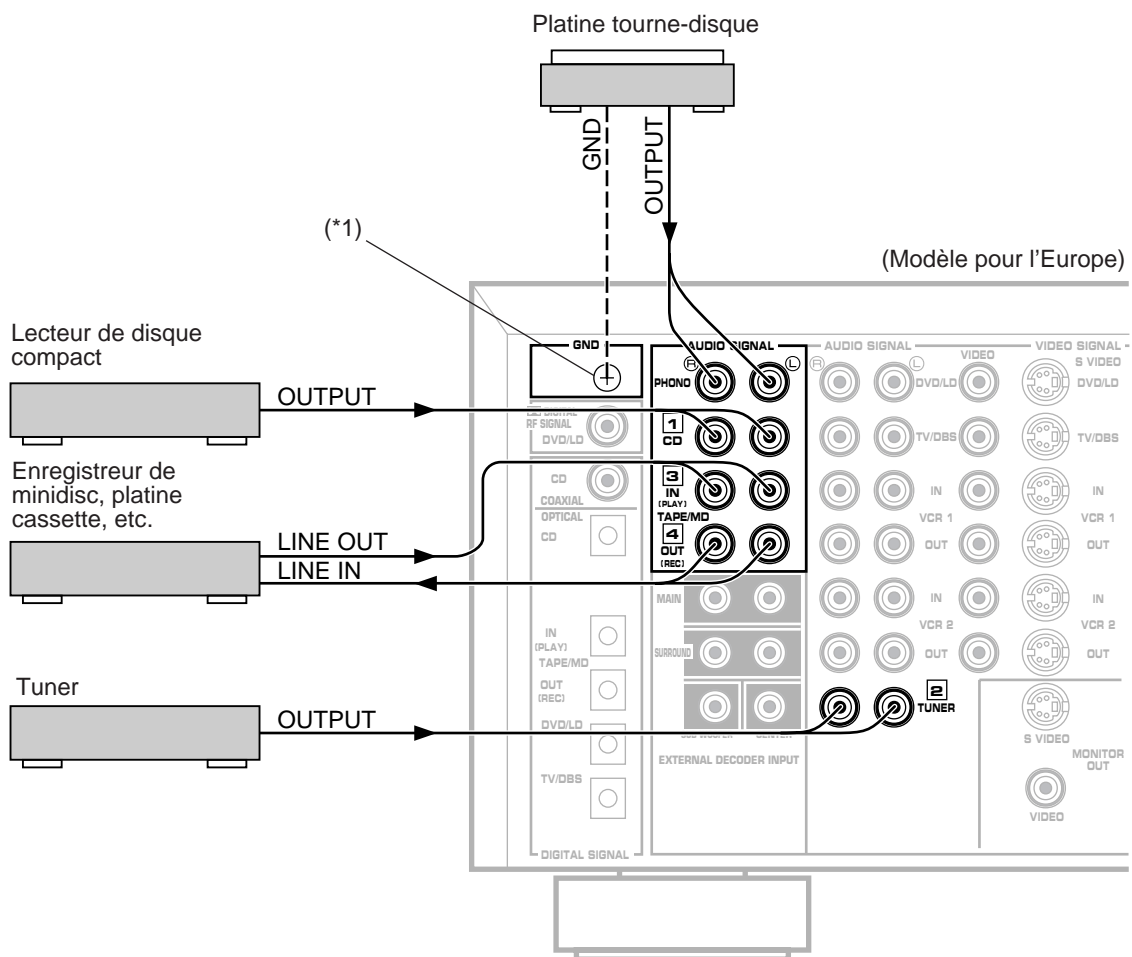 Platine tourne-disque
GND
OUTPUT
(*1)
(Modèle pour l'Europe)
Lecteur de disque
compact
OUTPUT
Enregistreur de
minidisc, platine
cassette, etc.
LINE OUT
LINE IN
Tuner
OUTPUT
GND
DIGITAL
RF SIGNAL
DVD/LD
CD
COAXIAL
OPTICAL
CD
IN
(PLAY)
TAPE/MD
OUT
(REC)
DVD/LD
TV/DBS
DIGITAL SIGNAL
AUDIO SIGNAL
R
L
PHONO
1
CD
3
IN
(PLAY)
TAPE/MD
4
OUT
(REC)
MAIN
SURROUND
SUB WOOFER
CENTER
EXTERNAL DECODER INPUT
AUDIO SIGNAL
R
L
VIDEO
DVD/LD
TV/DBS
IN
VCR 1
OUT
IN
VCR 2
OUT
2
TUNER
VIDEO SIGNAL
S VIDEO
DVD/LD
TV/DBS
IN
VCR 1
OUT
IN
VCR 2
OUT
S VIDEO
MONITOR
OUT
VIDEO